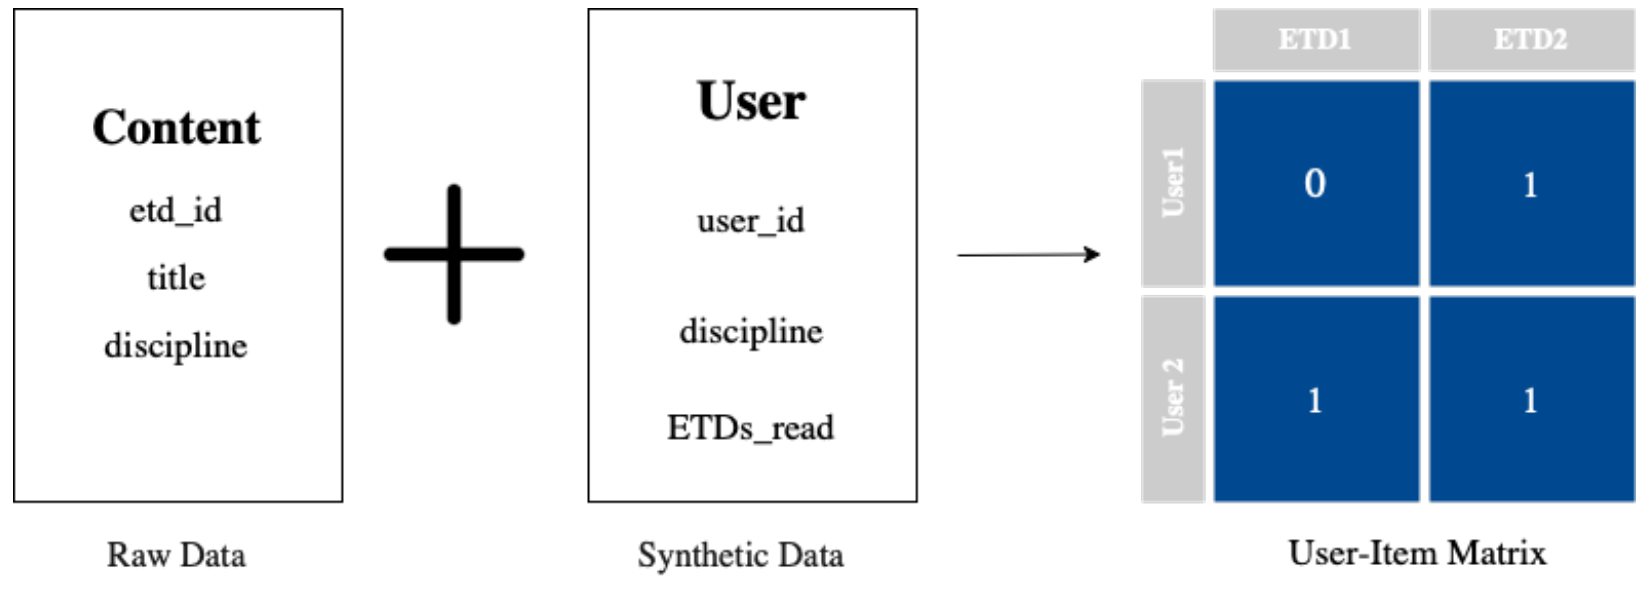 Content
etd_id
title
discipline
Raw Data
User
user_id
discipline
ETDs_read
Synthetic Data
ETD1 ETD2
User1 0 1
User 2 1 1
User-Item Matrix